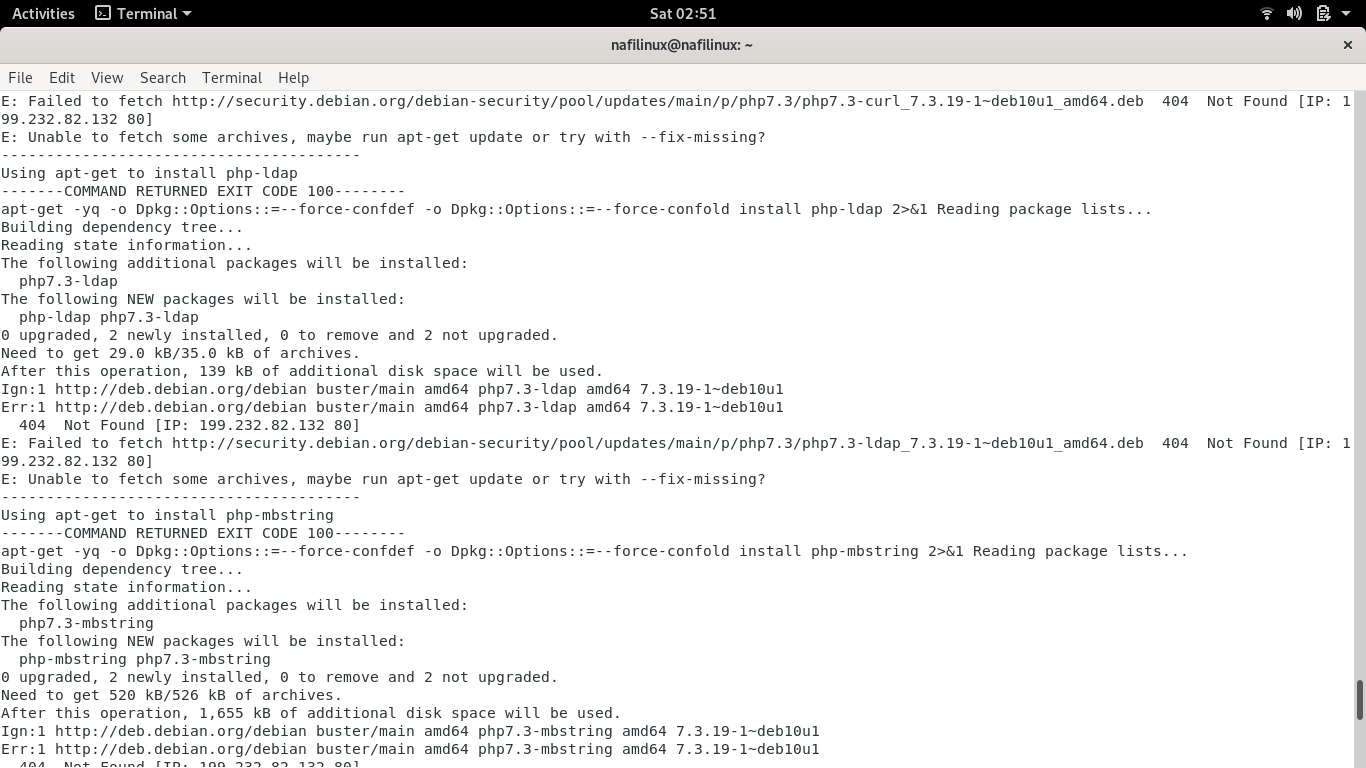 Activities Terminal Sat 02:51
nafilinux@nafilinux: ~ ×
File Edit View Search Terminal Help
E: Failed to fetch http://security.debian.org/debian-security/pool/updates/main/p/php7.3/php7.3-curl_7.3.19-1~deb10u1_amd64.deb  404  Not Found [IP: 1
99.232.82.132 80]
E: Unable to fetch some archives, maybe run apt-get update or try with --fix-missing?
----------------------------------------
Using apt-get to install php-ldap
-------COMMAND RETURNED EXIT CODE 100--------
apt-get -yq -o Dpkg::Options::=--force-confdef -o Dpkg::Options::=--force-confold install php-ldap 2>&1 Reading package lists...
Building dependency tree...
Reading state information...
The following additional packages will be installed:
  php7.3-ldap
The following NEW packages will be installed:
  php-ldap php7.3-ldap
0 upgraded, 2 newly installed, 0 to remove and 2 not upgraded.
Need to get 29.0 kB/35.0 kB of archives.
After this operation, 139 kB of additional disk space will be used.
Ign:1 http://deb.debian.org/debian buster/main amd64 php7.3-ldap amd64 7.3.19-1~deb10u1
Err:1 http://deb.debian.org/debian buster/main amd64 php7.3-ldap amd64 7.3.19-1~deb10u1
  404  Not Found [IP: 199.232.82.132 80]
E: Failed to fetch http://security.debian.org/debian-security/pool/updates/main/p/php7.3/php7.3-ldap_7.3.19-1~deb10u1_amd64.deb  404  Not Found [IP: 1
99.232.82.132 80]
E: Unable to fetch some archives, maybe run apt-get update or try with --fix-missing?
----------------------------------------
Using apt-get to install php-mbstring
-------COMMAND RETURNED EXIT CODE 100--------
apt-get -yq -o Dpkg::Options::=--force-confdef -o Dpkg::Options::=--force-confold install php-mbstring 2>&1 Reading package lists...
Building dependency tree...
Reading state information...
The following additional packages will be installed:
  php7.3-mbstring
The following NEW packages will be installed:
  php-mbstring php7.3-mbstring
0 upgraded, 2 newly installed, 0 to remove and 2 not upgraded.
Need to get 520 kB/526 kB of archives.
After this operation, 1,655 kB of additional disk space will be used.
Ign:1 http://deb.debian.org/debian buster/main amd64 php7.3-mbstring amd64 7.3.19-1~deb10u1
Err:1 http://deb.debian.org/debian buster/main amd64 php7.3-mbstring amd64 7.3.19-1~deb10u1
  404  Not Found [IP: 199.232.82.132 80]